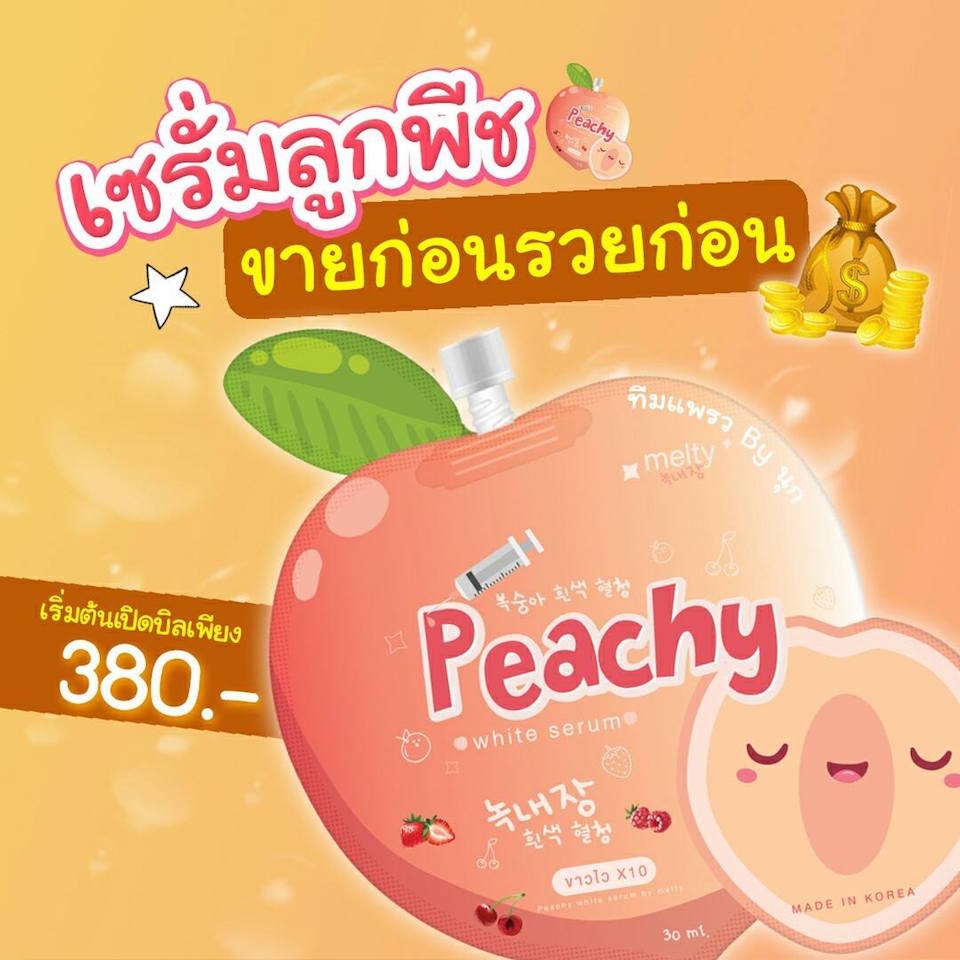 เซรั่มลูกพีช
Peachy
ขายก่อนรวยก่อน
$
ทีมแพรว By นุก
melty
녹내장
복숭아 흰색 혈청
Peachy
white serum
เริ่มต้นเปิดบิลเพียง
380.-
녹내장
흰색 혈청
ขาวไว X10
Peachy white serum by melty
MADE IN KOREA
30 ml.